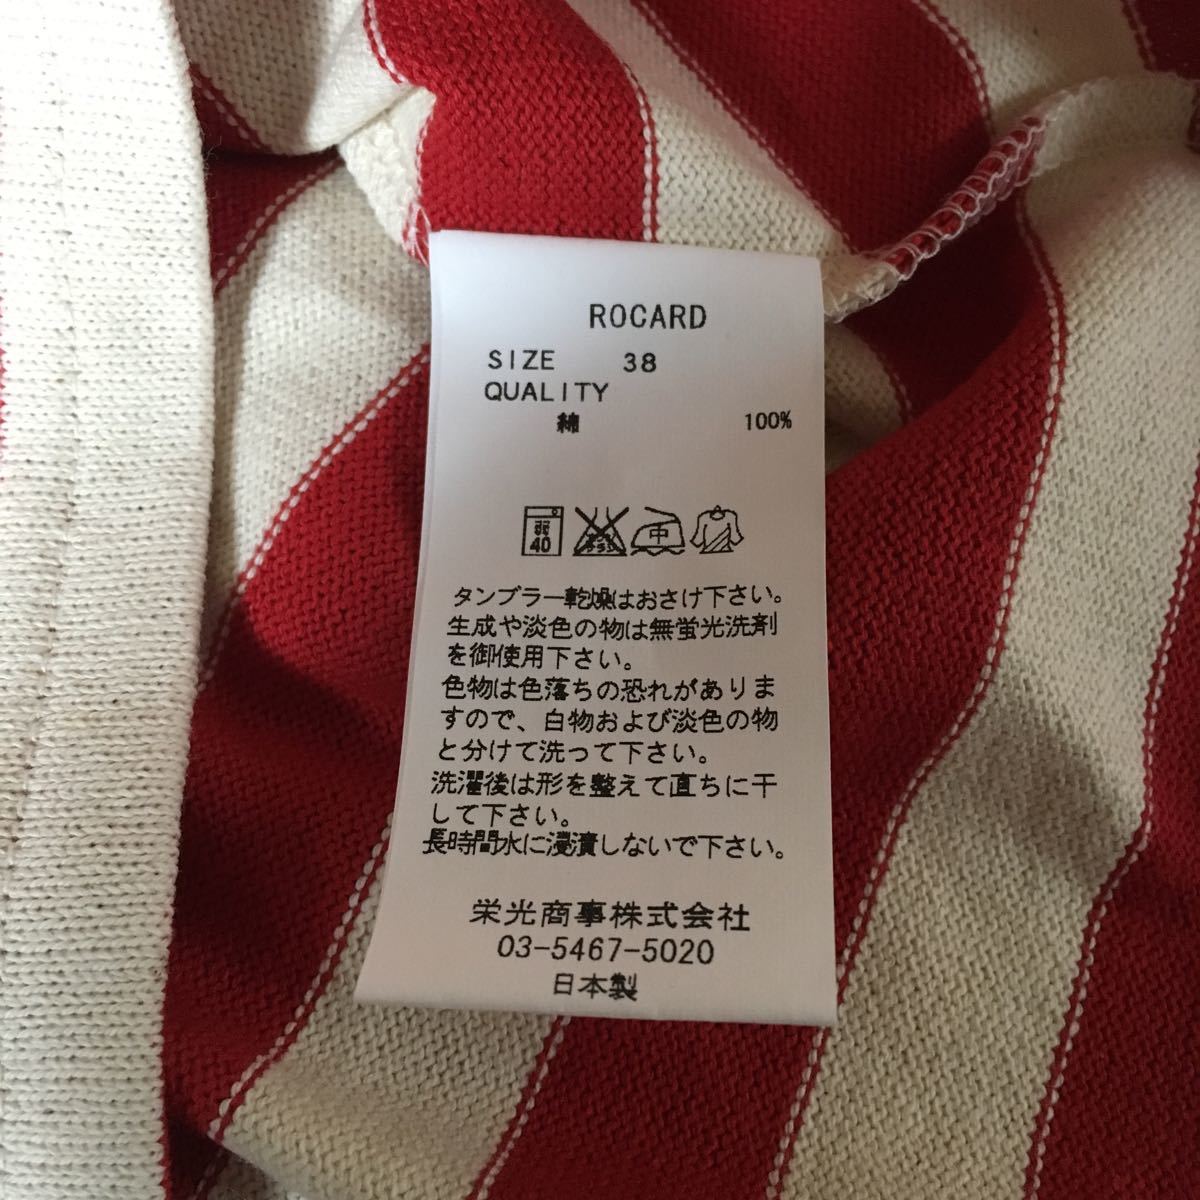 ROCARD
SIZE 38
QUALITY
綿 100%
40 中
タンブラー乾燥はおさけ下さい。
生成や淡色の物は無蛍光洗剤
を御使用下さい。
色物は色落ちの恐れがありま
すので、白物および淡色の物
と分けて洗って下さい。
洗濯後は形を整えて直ちに干
して下さい。
長時間水に浸漬しないで下さい。
栄光商事株式会社
03-5467-5020
日本製